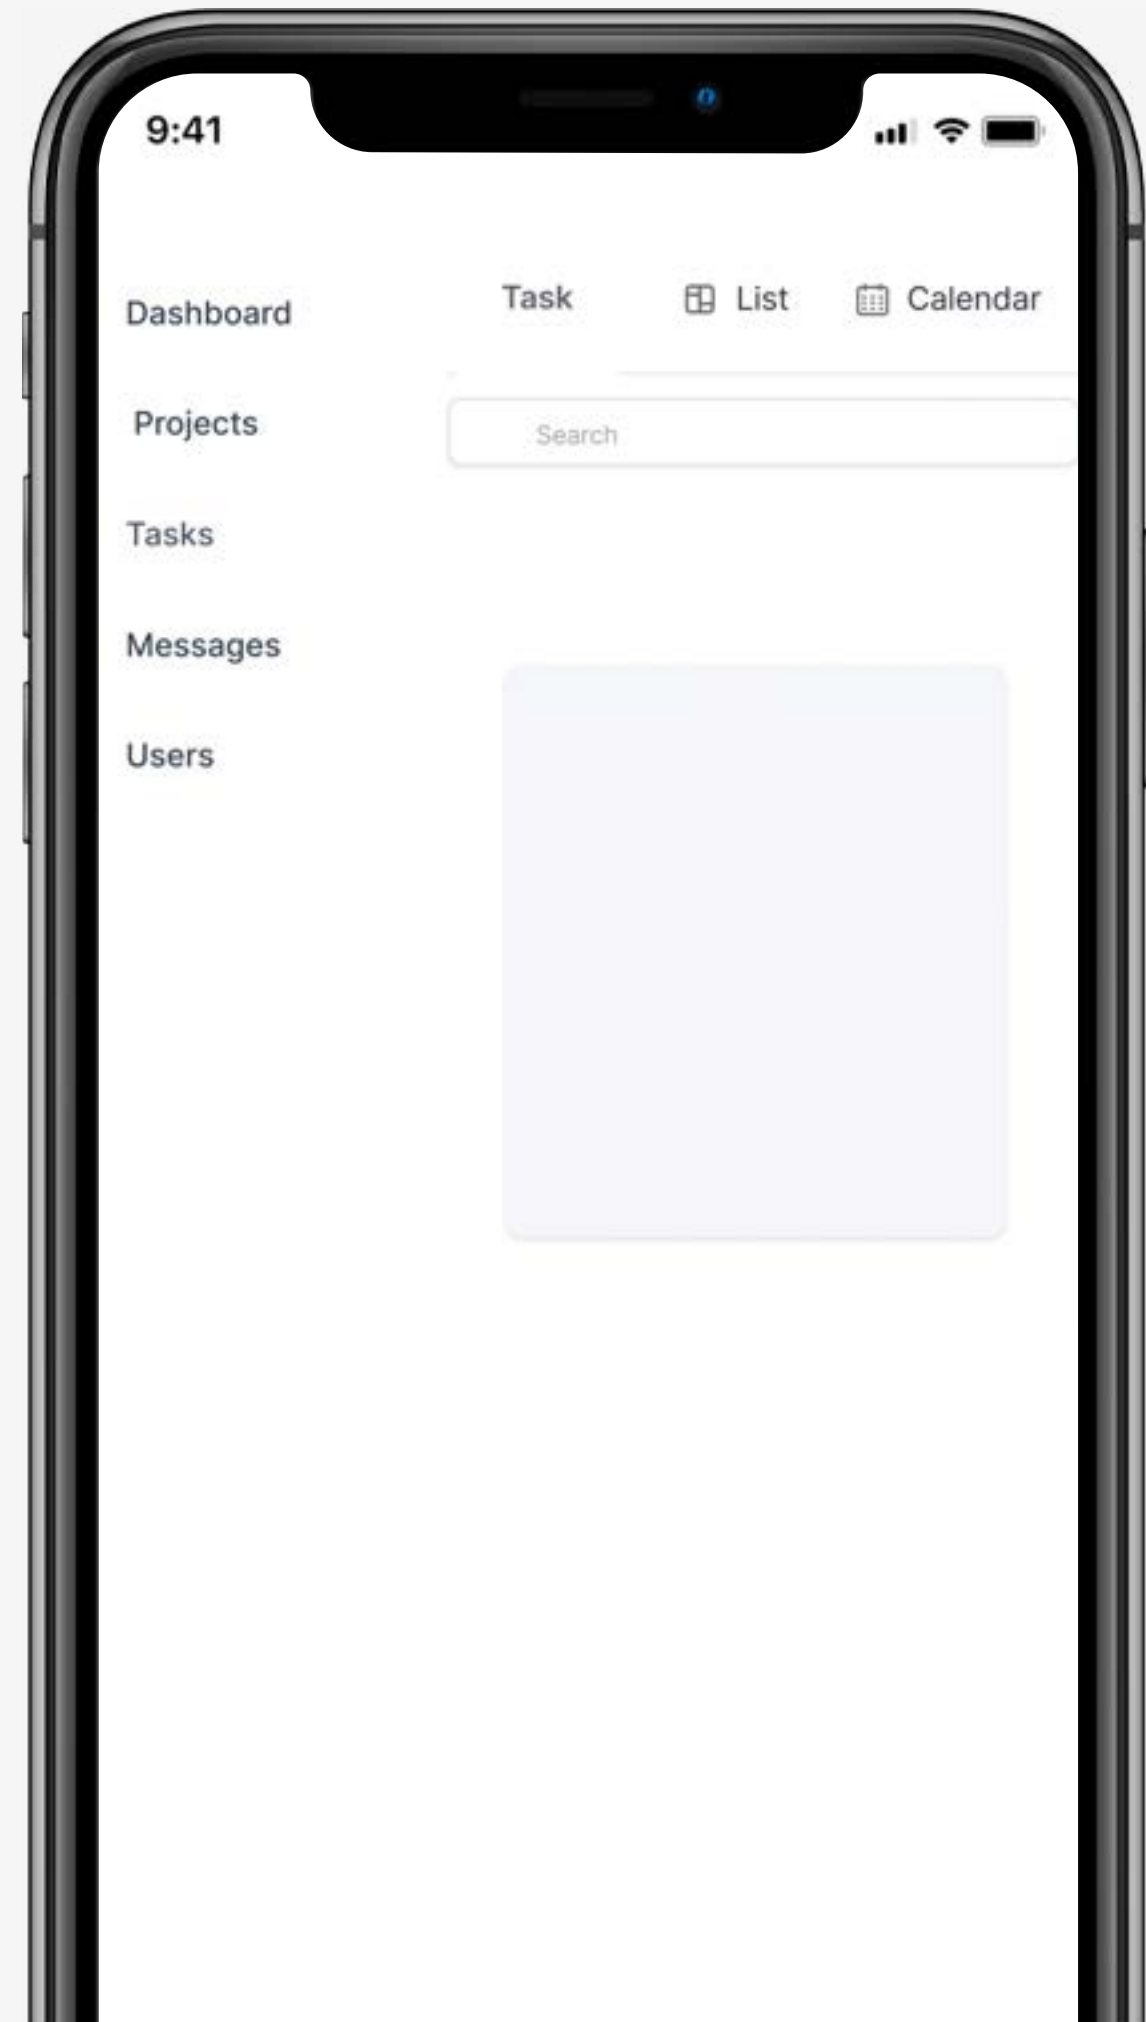 9:41
Dashboard
Projects
Tasks
Messages
Users
Task List Calendar
Search